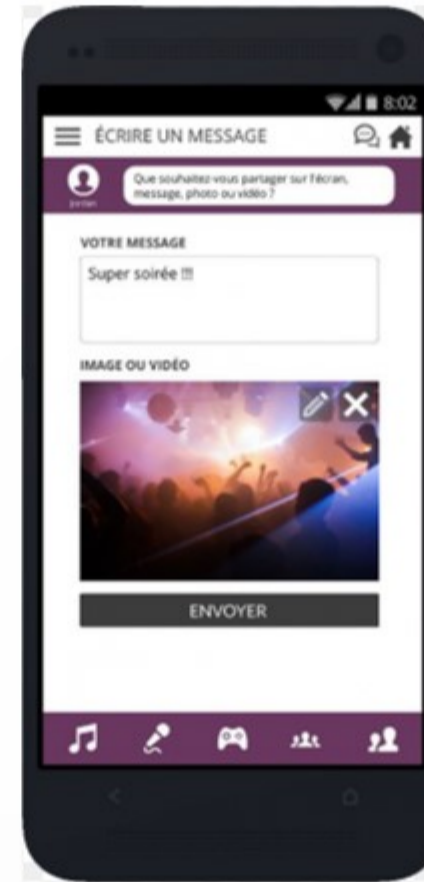 8:02
ÉCRIRE UN MESSAGE
Jordan
Que souhaitez-vous partager sur l'écran,
message, photo ou vidéo ?
VOTRE MESSAGE
Super soirée !!!
IMAGE OU VIDÉO
ENVOYER